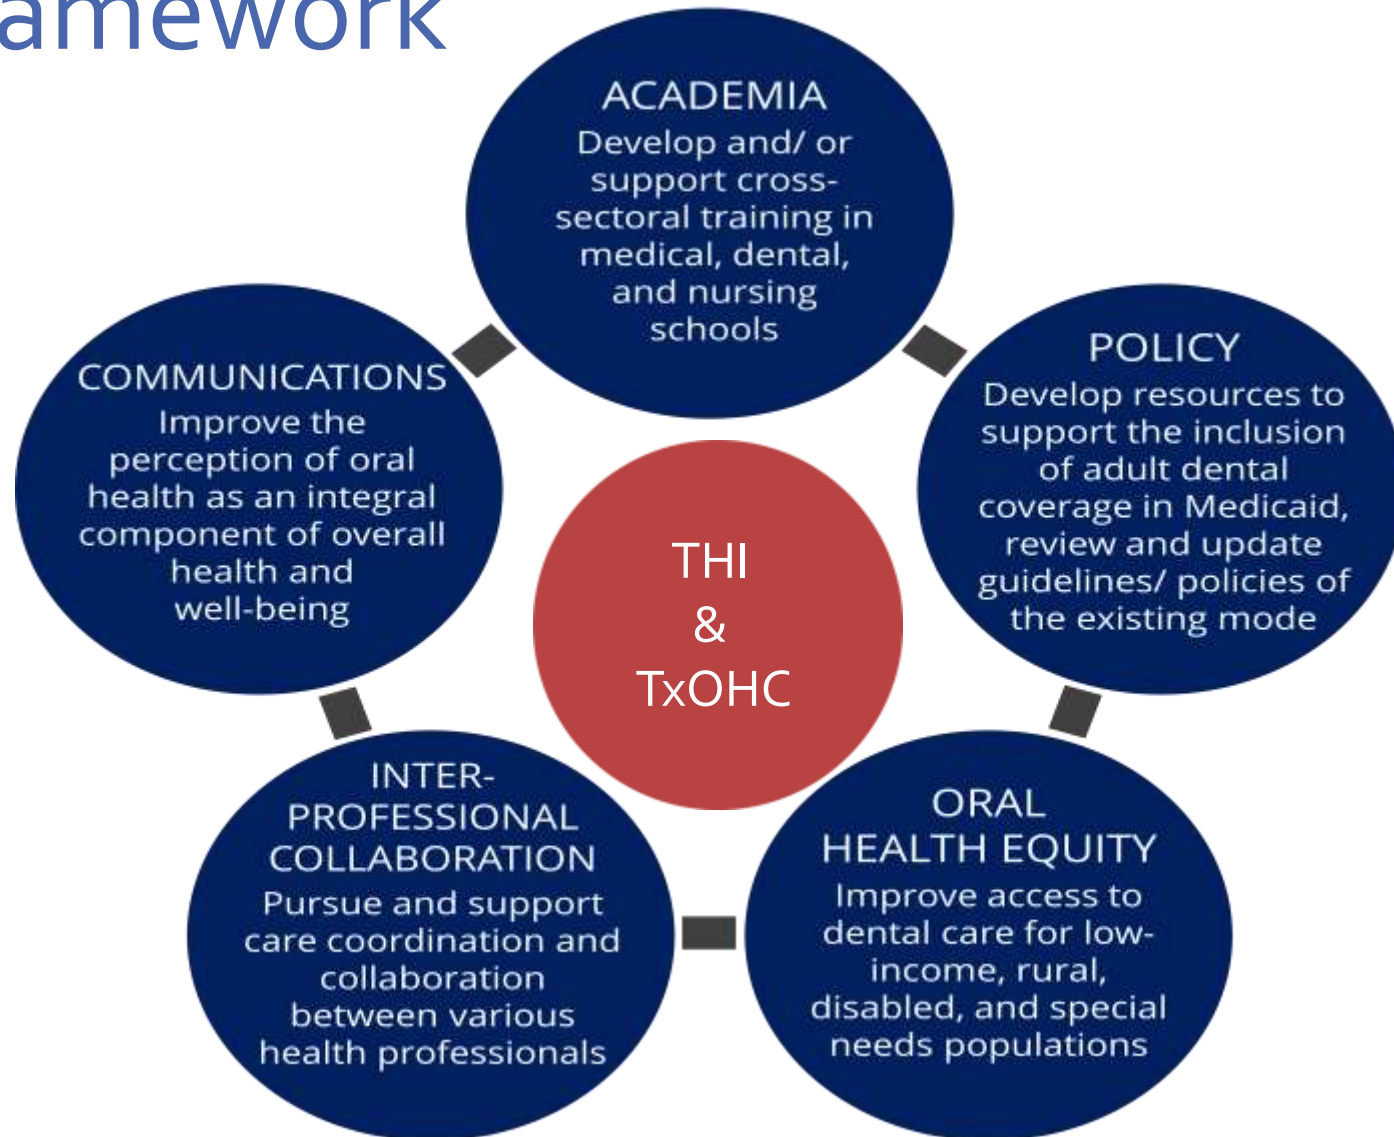 amework
ACADEMIA
Develop and/ or
support cross-
sectoral training in
medical, dental,
and nursing
schools
COMMUNICATIONS
Improve the
perception of oral
health as an integral
component of overall
health and
well-being
POLICY
Develop resources to
support the inclusion
of adult dental
coverage in Medicaid,
review and update
guidelines/ policies of
the existing mode
THI
&
TxOHC
INTER-
PROFESSIONAL
COLLABORATION
Pursue and support
care coordination and
collaboration
between various
health professionals
ORAL
HEALTH EQUITY
Improve access to
dental care for low-
income, rural,
disabled, and special
needs populations